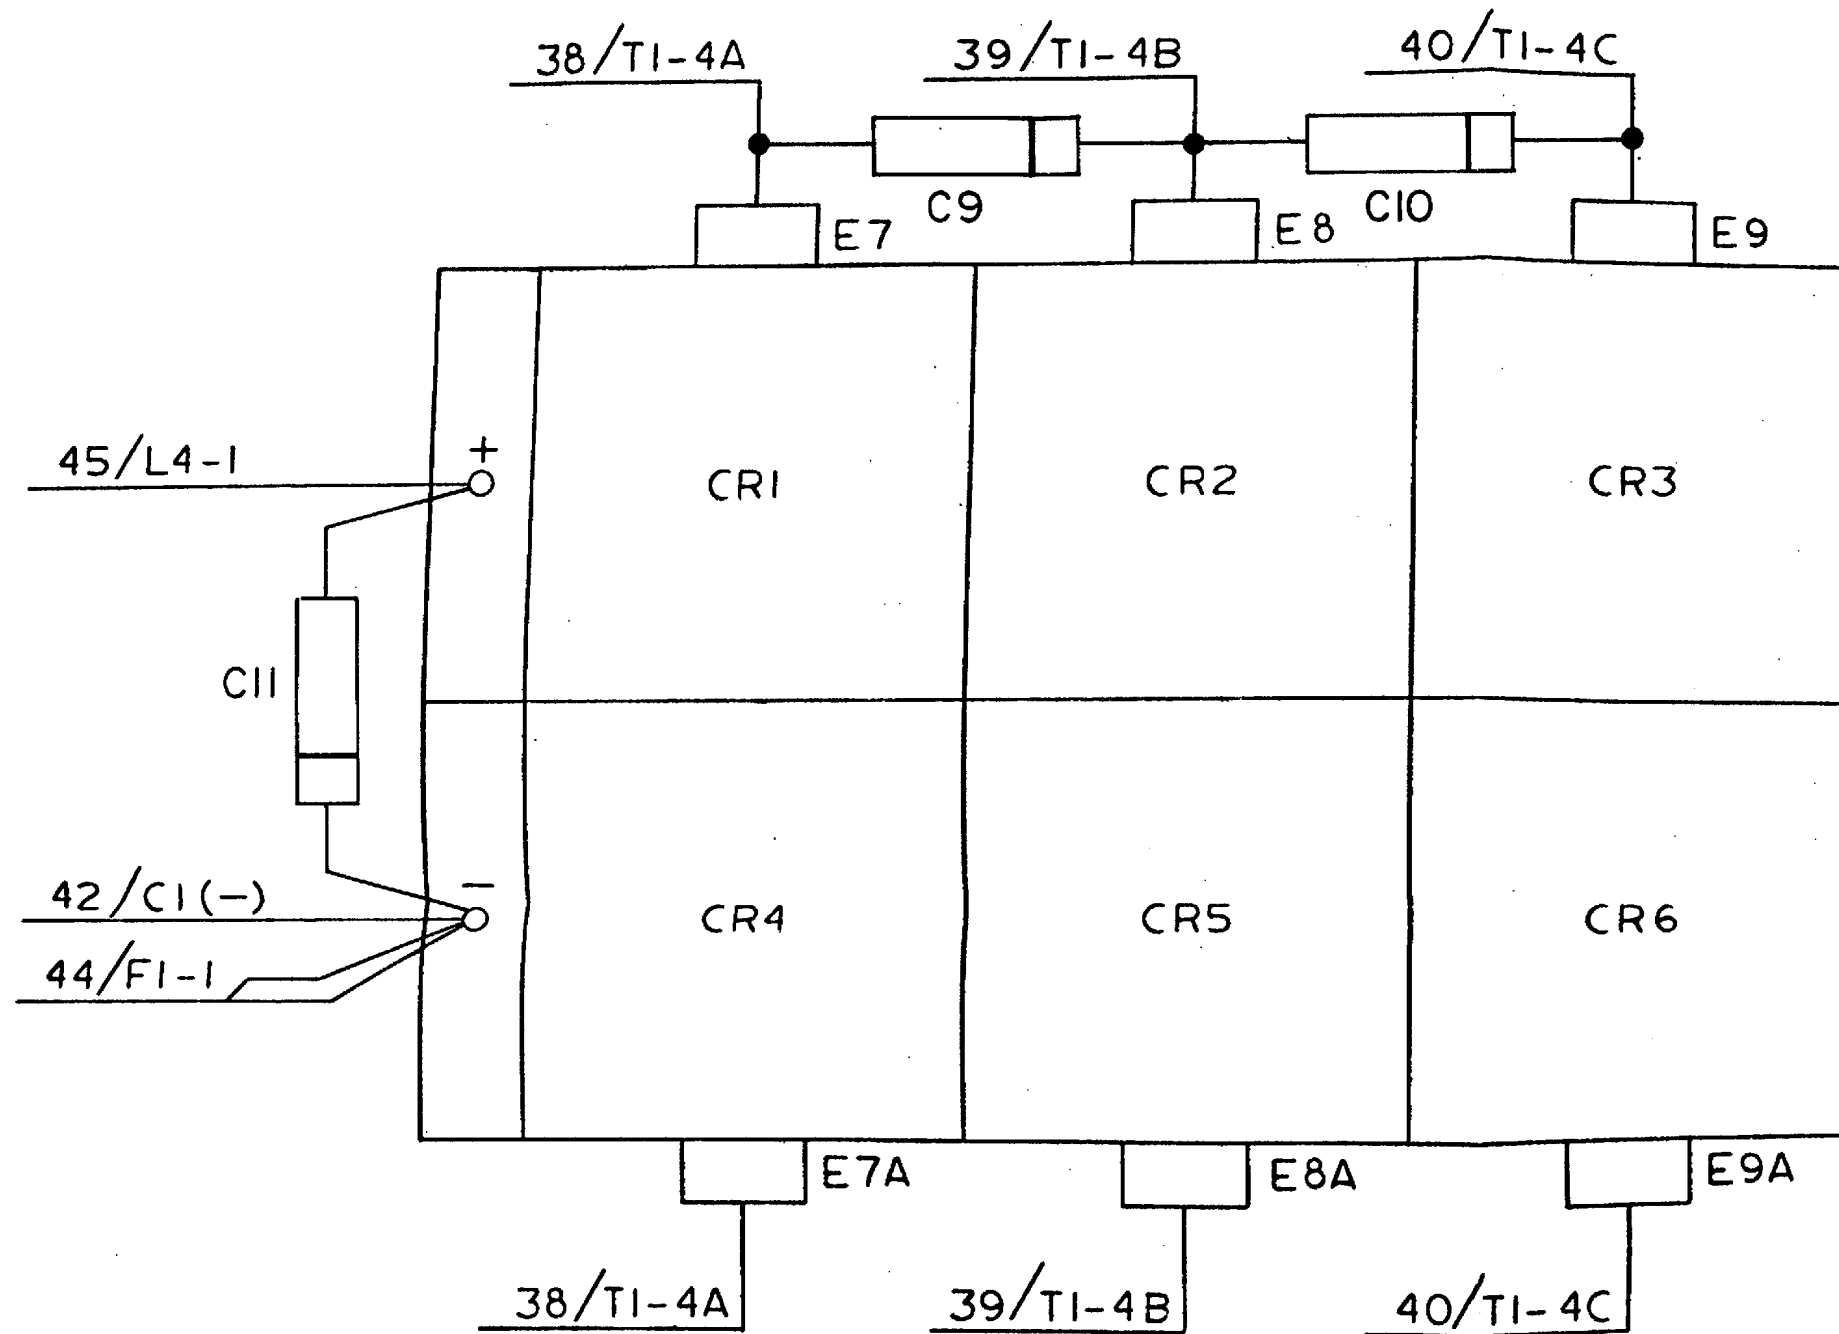 38/T1-4A
39/T1-4B
40/T1-4C
C9
C10
E7
E8
E9
+
45/L4-1
CR1
CR2
CR3
C11
–
42/C1(–)
44/F1-1
CR4
CR5
CR6
E7A
E8A
E9A
38/T1-4A
39/T1-4B
40/T1-4C